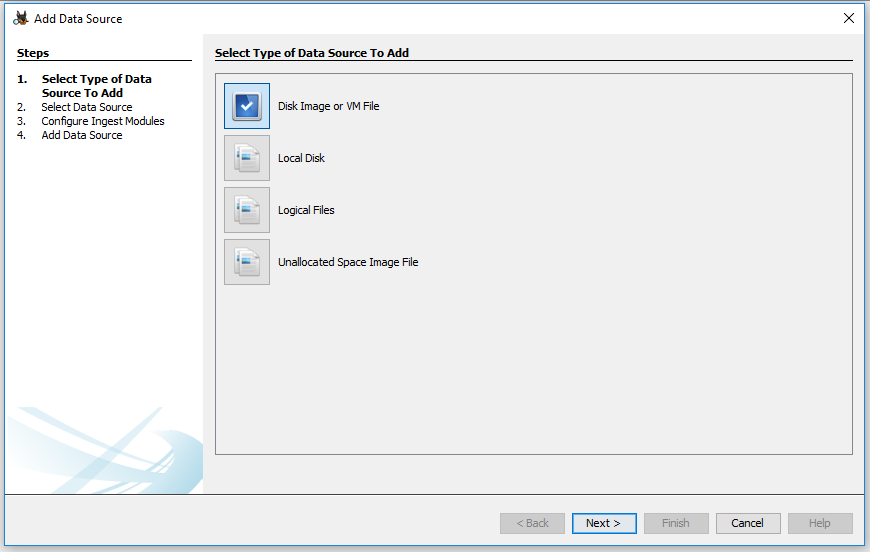 Add Data Source
Steps
1. Select Type of Data
Source To Add
2. Select Data Source
3. Configure Ingest Modules
4. Add Data Source
Select Type of Data Source To Add
Disk Image or VM File
Local Disk
Logical Files
Unallocated Space Image File
< Back
Next >
Finish
Cancel
Help